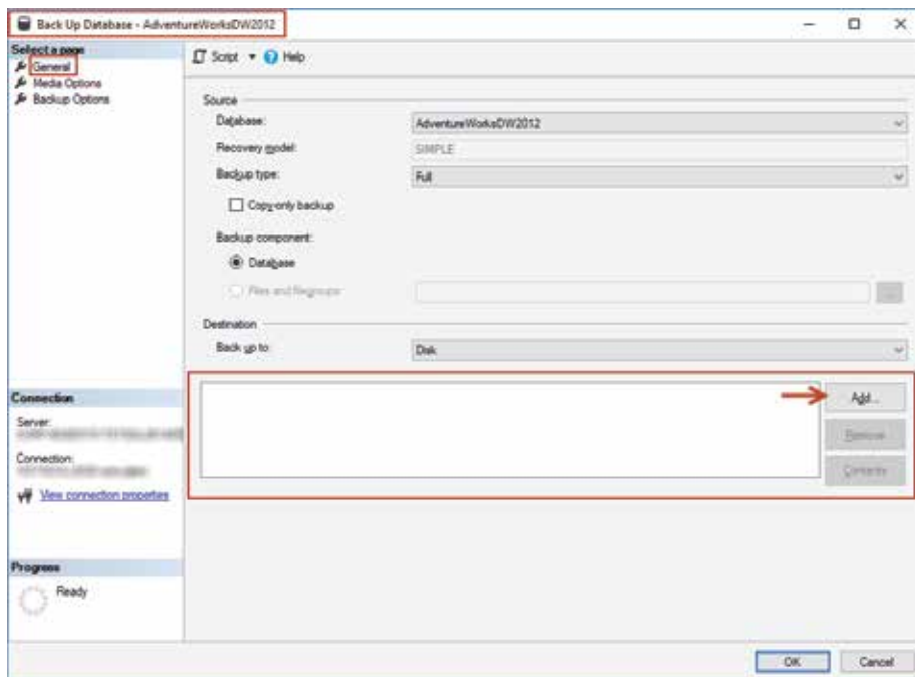 Back Up Database - AdventureWorksDW2012
Select a page
General
Media Options
Backup Options
Script Help
Source
Database: AdventureWorksDW2012
Recovery model: SIMPLE
Backup type: Full
Copy-only backup
Backup component:
Database
Files and filegroups: ...
Destination
Back up to: Disk
Add...
Remove
Contents
Connection
Server:
Connection:
View connection properties
Progress
Ready
OK Cancel